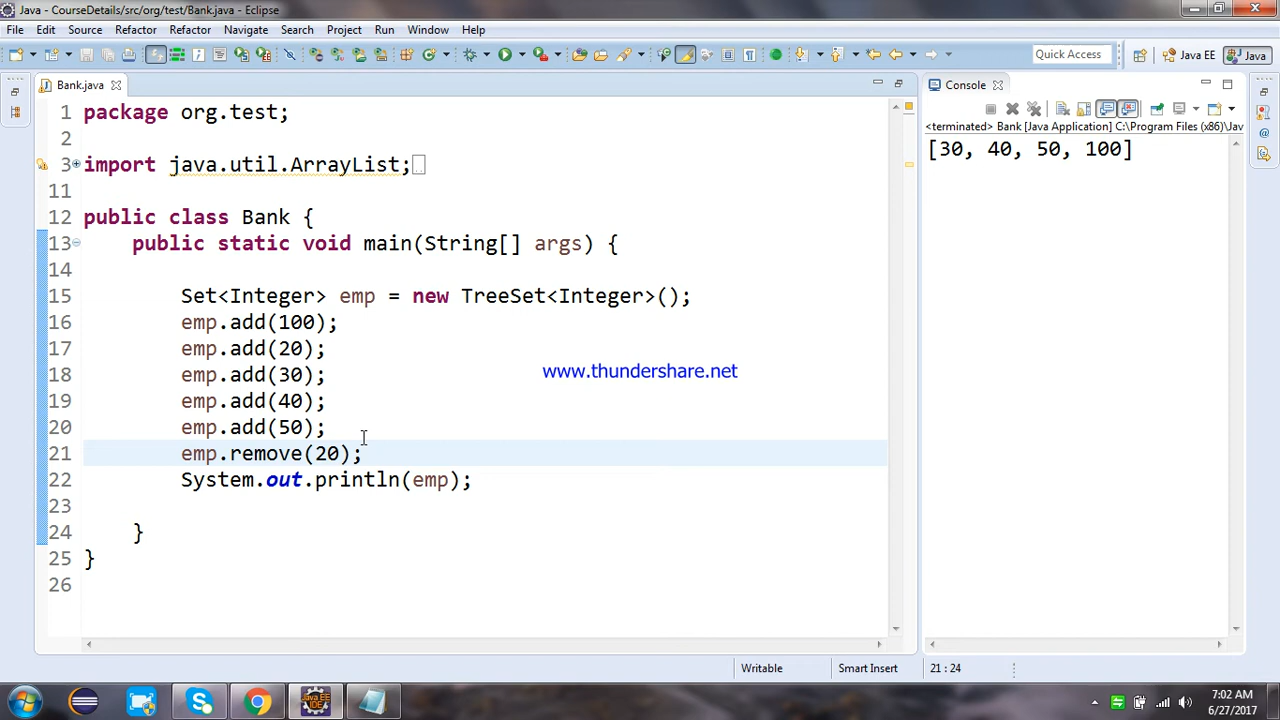 Java - CourseDetails/src/org/test/Bank.java - Eclipse
File Edit Source Refactor Refactor Navigate Search Project Run Window Help
Quick Access Java EE Java
Bank.java
1 package org.test;
2
3 import java.util.ArrayList;
11
12 public class Bank {
13 public static void main(String[] args) {
14
15 Set<Integer> emp = new TreeSet<Integer>();
16 emp.add(100);
17 emp.add(20);
18 emp.add(30);
19 emp.add(40);
20 emp.add(50);
21 emp.remove(20);
22 System.out.println(emp);
23
24 }
25 }
26
www.thundershare.net
Console
<terminated> Bank [Java Application] C:\Program Files (x86)\Jav
[30, 40, 50, 100]
Writable Smart Insert 21 : 24
7:02 AM
6/27/2017